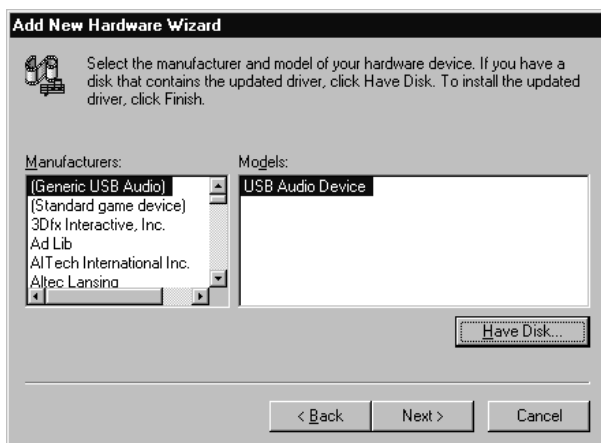 Add New Hardware Wizard
Select the manufacturer and model of your hardware device. If you have a
disk that contains the updated driver, click Have Disk. To install the updated
driver, click Finish.
Manufacturers:
(Generic USB Audio)
(Standard game device)
3Dfx Interactive, Inc.
Ad Lib
AITech International Inc.
Altec Lansing
Models:
USB Audio Device
Have Disk...
< Back
Next >
Cancel